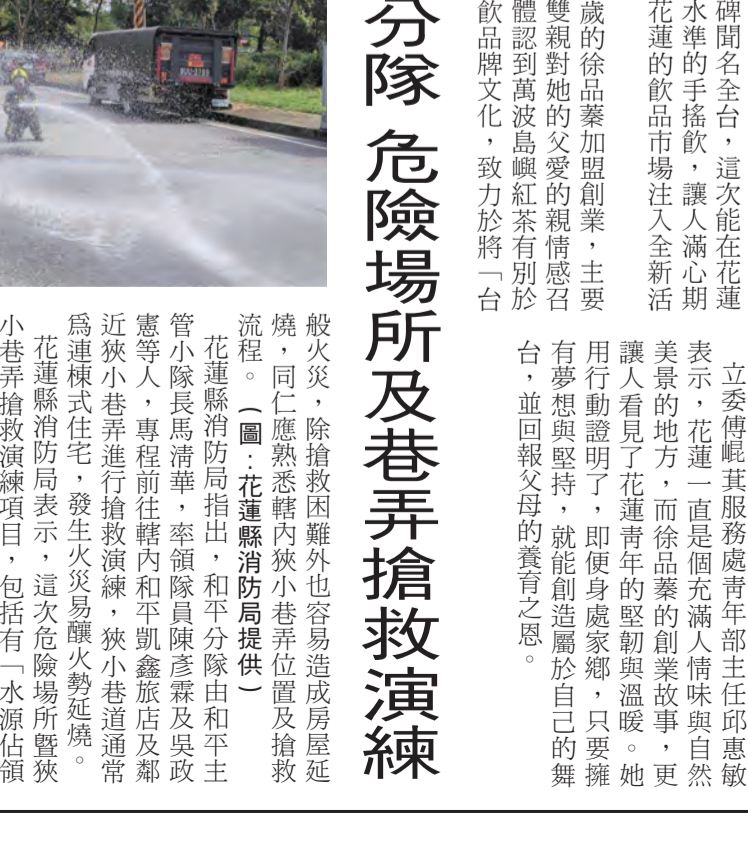 碑聞名全台，這次能在花蓮
水準的手搖飲，讓人滿心期
花蓮的飲品市場注入全新活
歲的徐品蓁加盟創業，主要
雙親對她的父愛的親情感召
體認到萬波島嶼紅茶有別於
飲品牌文化，致力於將「台
立委傅崐萁服務處青年部主任邱惠敏
表示，花蓮一直是個充滿人情味與自然
美景的地方，而徐品蓁的創業故事，更
讓人看見了花蓮青年的堅韌與溫暖。她
用行動證明了，即便身處家鄉，只要擁
有夢想與堅持，就能創造屬於自己的舞
台，並回報父母的養育之恩。
分隊 危險場所及巷弄搶救演練
般火災，除搶救困難外也容易造成房屋延
燒，同仁應熟悉轄內狹小巷弄位置及搶救
流程。（圖：花蓮縣消防局提供）
花蓮縣消防局指出，和平分隊由和平主
管小隊長馬清華，率領隊員陳彥霖及吳政
憲等人，專程前往轄內和平凱鑫旅店及鄰
近狹小巷弄進行搶救演練，狹小巷道通常
為連棟式住宅，發生火災易釀火勢延燒。
花蓮縣消防局表示，這次危險場所暨狹
小巷弄搶救演練項目，包括有「水源佔領